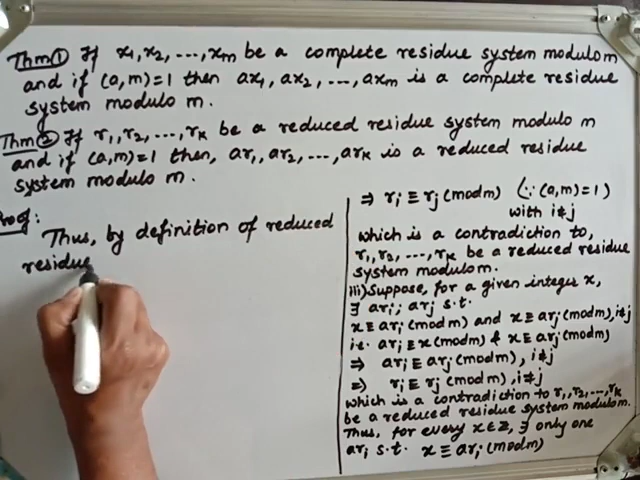 Thm① If x₁, x₂, ..., xₘ be a complete residue system modulo m
and if (a,m)=1 then ax₁, ax₂, ..., axₘ is a complete residue
system modulo m.
Thm② If r₁, r₂, ..., rₖ be a reduced residue system modulo m
and if (a,m)=1 then, ar₁, ar₂, ..., arₖ is a reduced residue
system modulo m.
Proof:
Thus, by definition of reduced
residue
⇒ rᵢ ≡ rⱼ (mod m) (∵ (a,m)=1)
with i≠j
which is a contradiction to,
r₁, r₂, ..., rₖ be a reduced residue
system modulo m.
iii) Suppose, for a given integer x,
∃ arᵢ; arⱼ s.t.
x ≡ arᵢ (mod m) and x ≡ arⱼ (mod m), i≠j
i.e. arᵢ ≡ x (mod m) & x ≡ arⱼ (mod m)
⇒ arᵢ ≡ arⱼ (mod m), i≠j
⇒ rᵢ ≡ rⱼ (mod m), i≠j
which is a contradiction to r₁, r₂, ..., rₖ
be a reduced residue system modulo m.
Thus, for every x∈ℤ, ∃ only one
arᵢ s.t. x ≡ arᵢ (mod m)